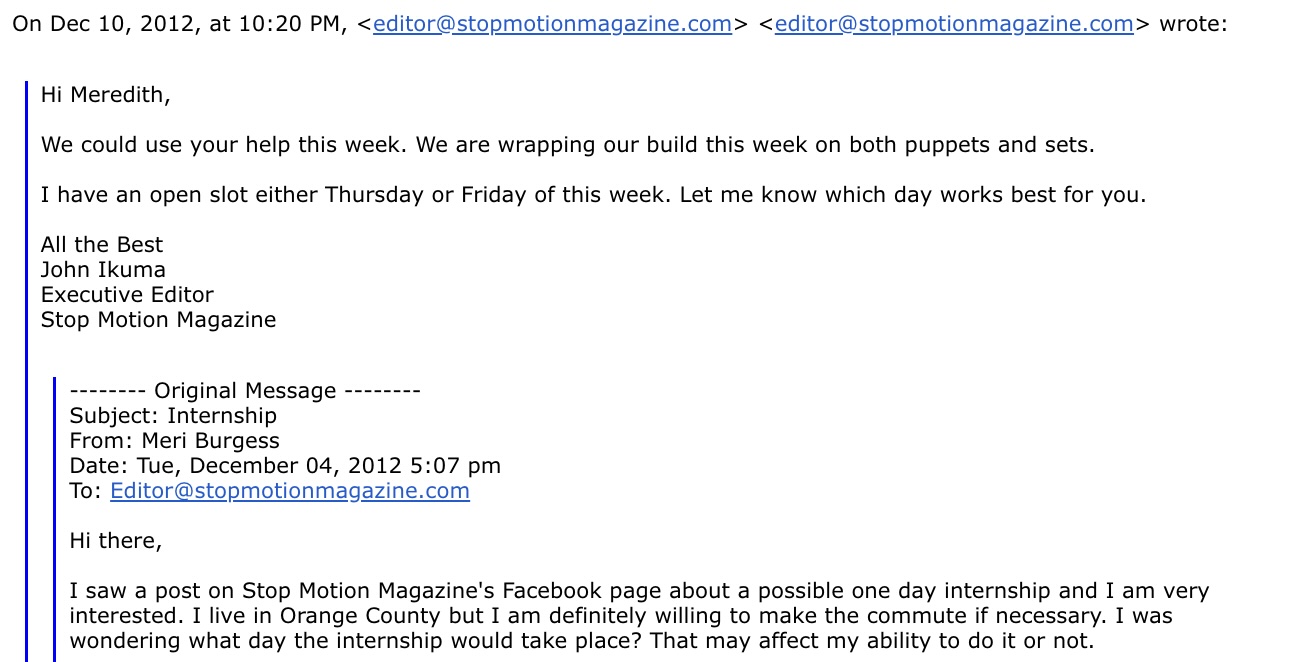 On Dec 10, 2012, at 10:20 PM, <editor@stopmotionmagazine.com> <editor@stopmotionmagazine.com> wrote:
Hi Meredith,
We could use your help this week. We are wrapping our build this week on both puppets and sets.
I have an open slot either Thursday or Friday of this week. Let me know which day works best for you.
All the Best
John Ikuma
Executive Editor
Stop Motion Magazine
-------- Original Message --------
Subject: Internship
From: Meri Burgess
Date: Tue, December 04, 2012 5:07 pm
To: Editor@stopmotionmagazine.com
Hi there,
I saw a post on Stop Motion Magazine's Facebook page about a possible one day internship and I am very
interested. I live in Orange County but I am definitely willing to make the commute if necessary. I was
wondering what day the internship would take place? That may affect my ability to do it or not.